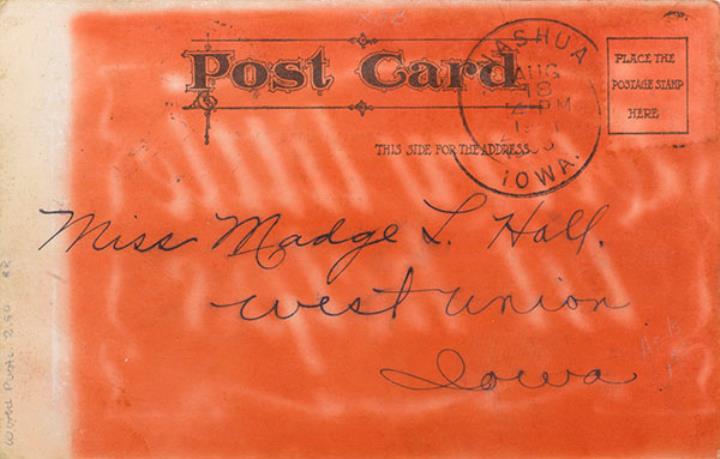 Post Card
NASHUA
AUG
18
PM
IOWA.
PLACE THE
POSTAGE STAMP
HERE
THIS SIDE FOR THE ADDRESS.
Miss Madge L. Hall.
West Union
Iowa